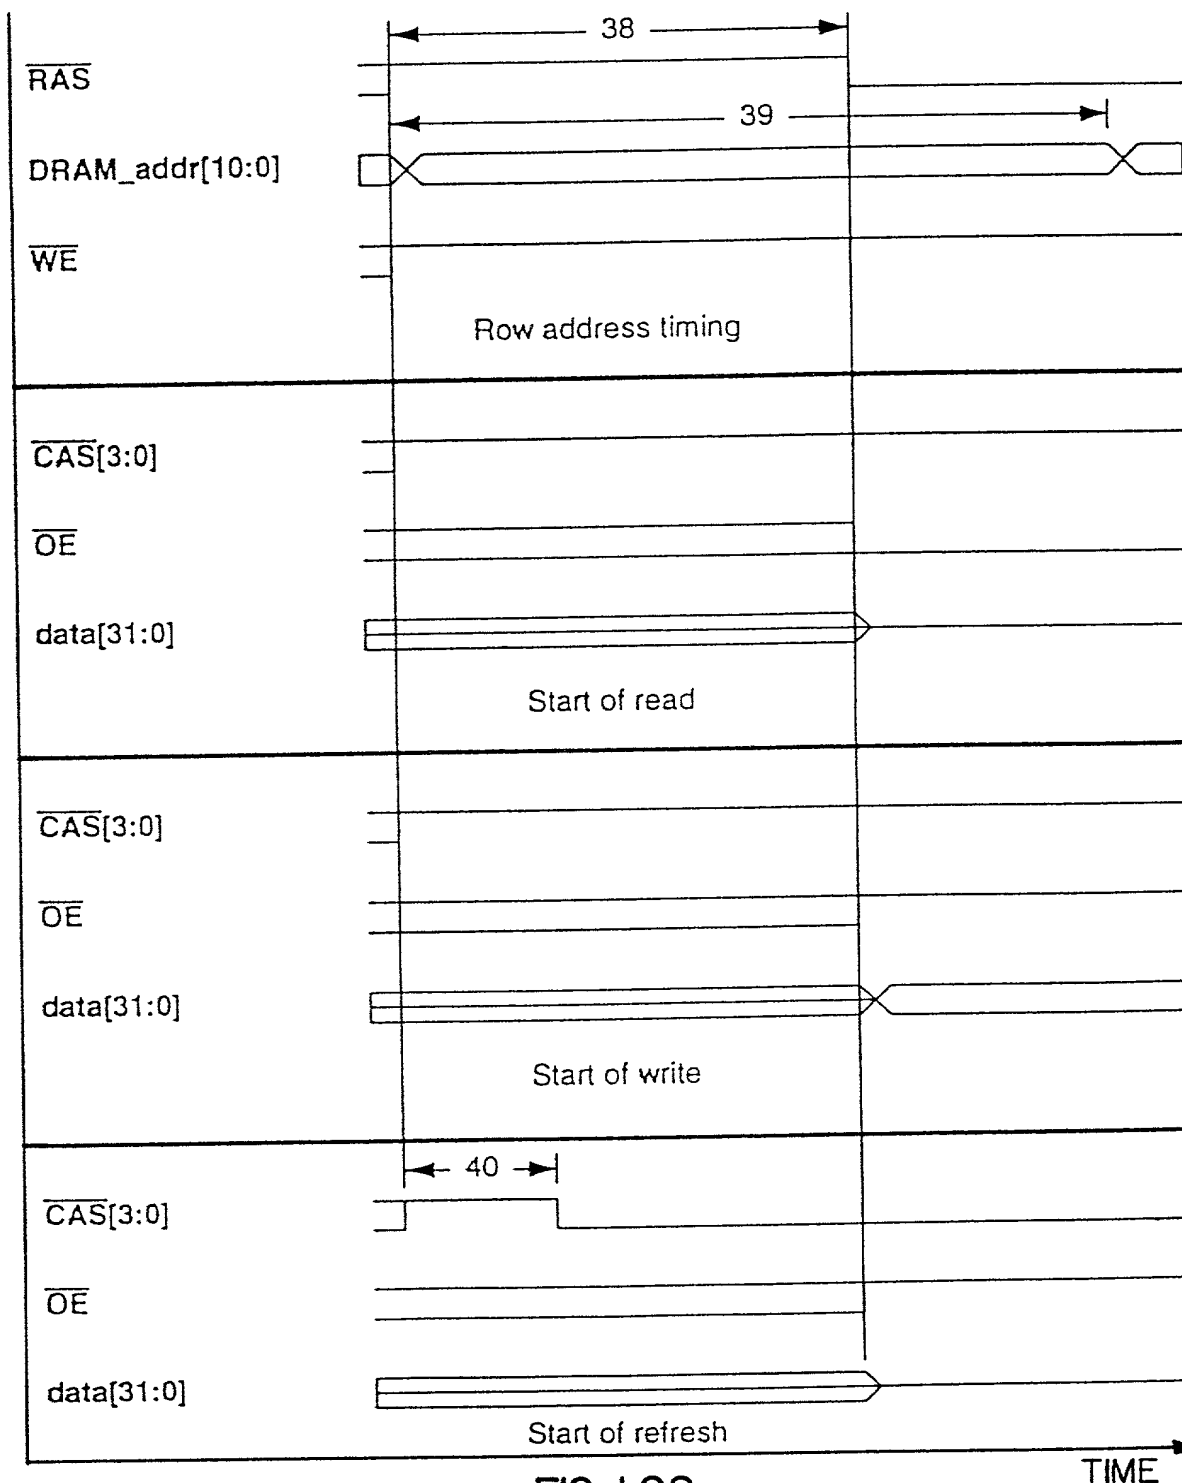 38
RAS
39
DRAM_addr[10:0]
WE
Row address timing
CAS[3:0]
OE
data[31:0]
Start of read
CAS[3:0]
OE
data[31:0]
Start of write
40
CAS[3:0]
OE
data[31:0]
Start of refresh
TIME